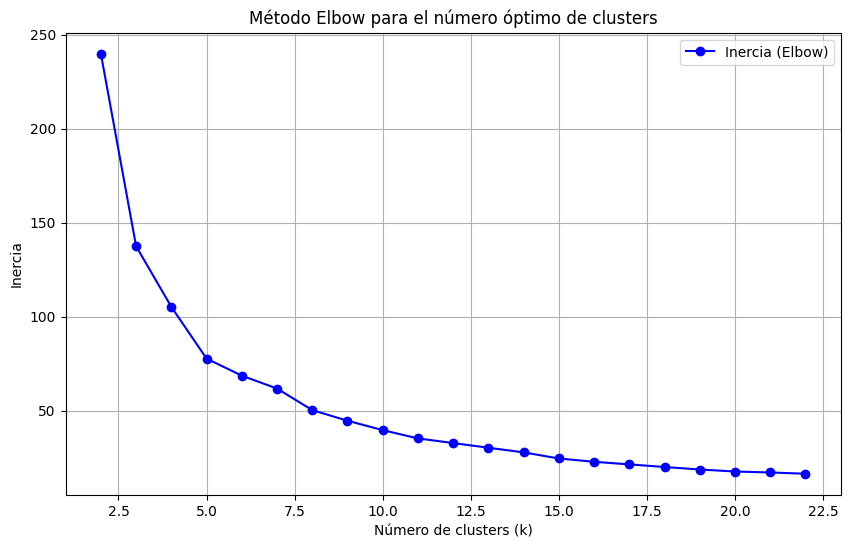 Método Elbow para el número óptimo de clusters
Inercia (Elbow)
250
200
150
100
50
Inercia
2.5 5.0 7.5 10.0 12.5 15.0 17.5 20.0 22.5
Número de clusters (k)